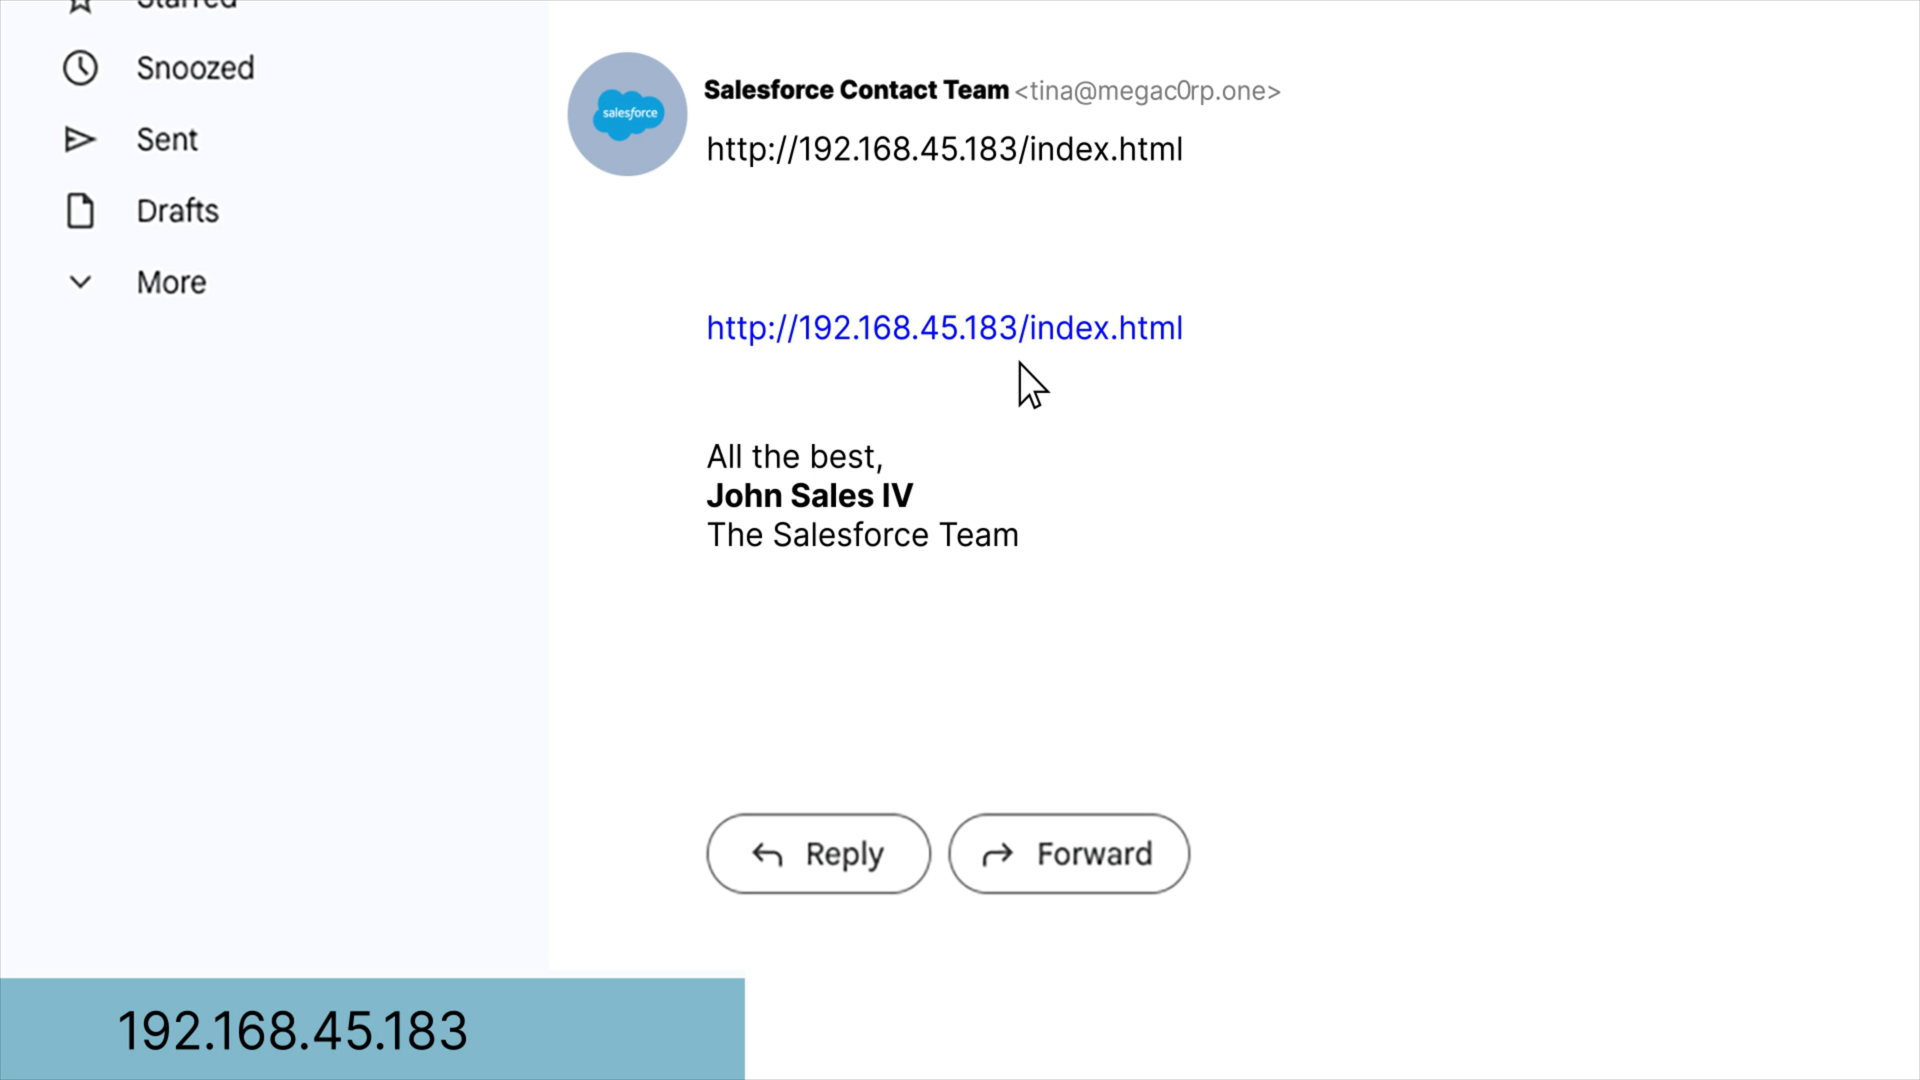 Starred
Snoozed
Sent
Drafts
More
salesforce
Salesforce Contact Team <tina@megac0rp.one>
http://192.168.45.183/index.html
http://192.168.45.183/index.html
All the best,
John Sales IV
The Salesforce Team
Reply
Forward
192.168.45.183